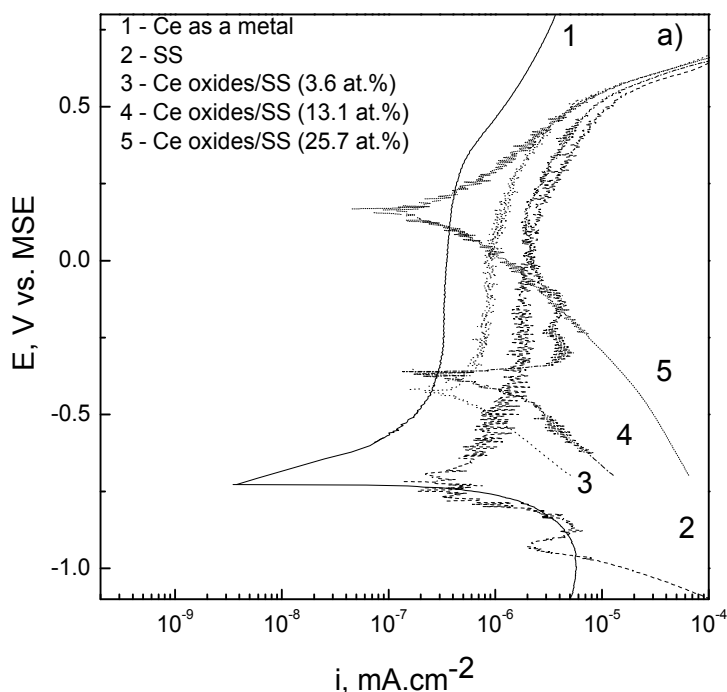 1 - Ce as a metal
2 - SS
3 - Ce oxides/SS (3.6 at.%)
4 - Ce oxides/SS (13.1 at.%)
5 - Ce oxides/SS (25.7 at.%)
1
a)
0.5
0.0
-0.5
-1.0
E, V vs. MSE
5
4
3
2
10⁻⁹ 10⁻⁸ 10⁻⁷ 10⁻⁶ 10⁻⁵ 10⁻⁴
i, mA.cm⁻²